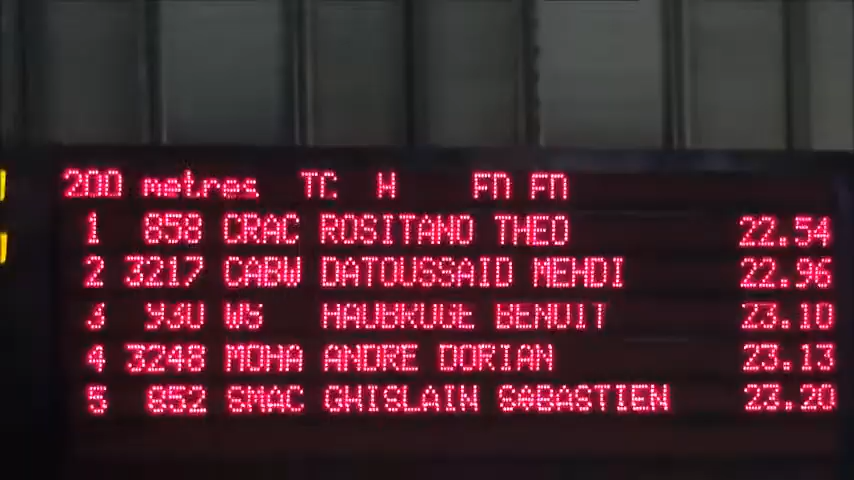 200 metres TC H FN FN
1 858 CRAC ROSITANO THEO 22.54
2 3217 CABW DATOUSSAID MEHDI 22.96
3 930 WS HAUBRUGE BENOIT 23.10
4 3248 MOHA ANDRE DORIAN 23.13
5 852 SMAC GHISLAIN SABASTIEN 23.20